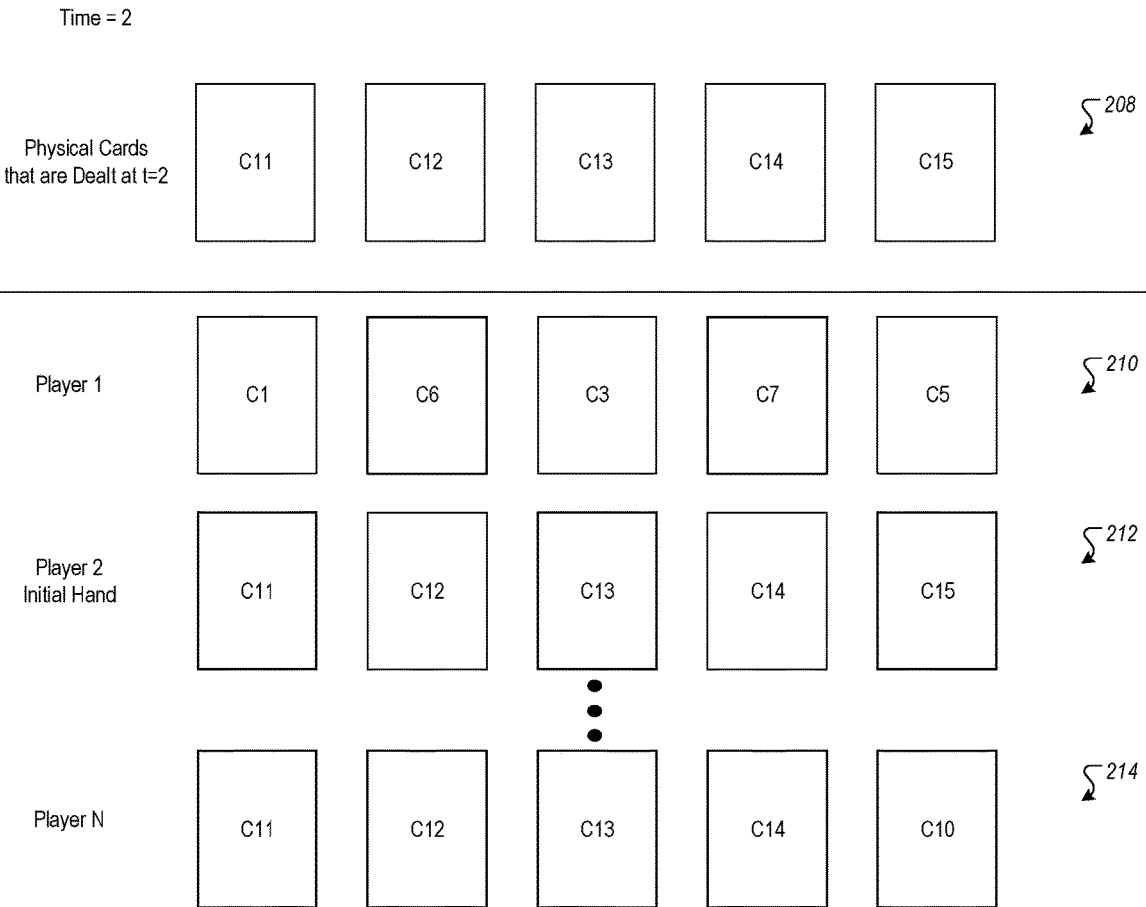 Time = 2
208
Physical Cards
that are Dealt at t=2
C11 C12 C13 C14 C15
210
Player 1
C1 C6 C3 C7 C5
212
Player 2
Initial Hand
C11 C12 C13 C14 C15
214
Player N
C11 C12 C13 C14 C10